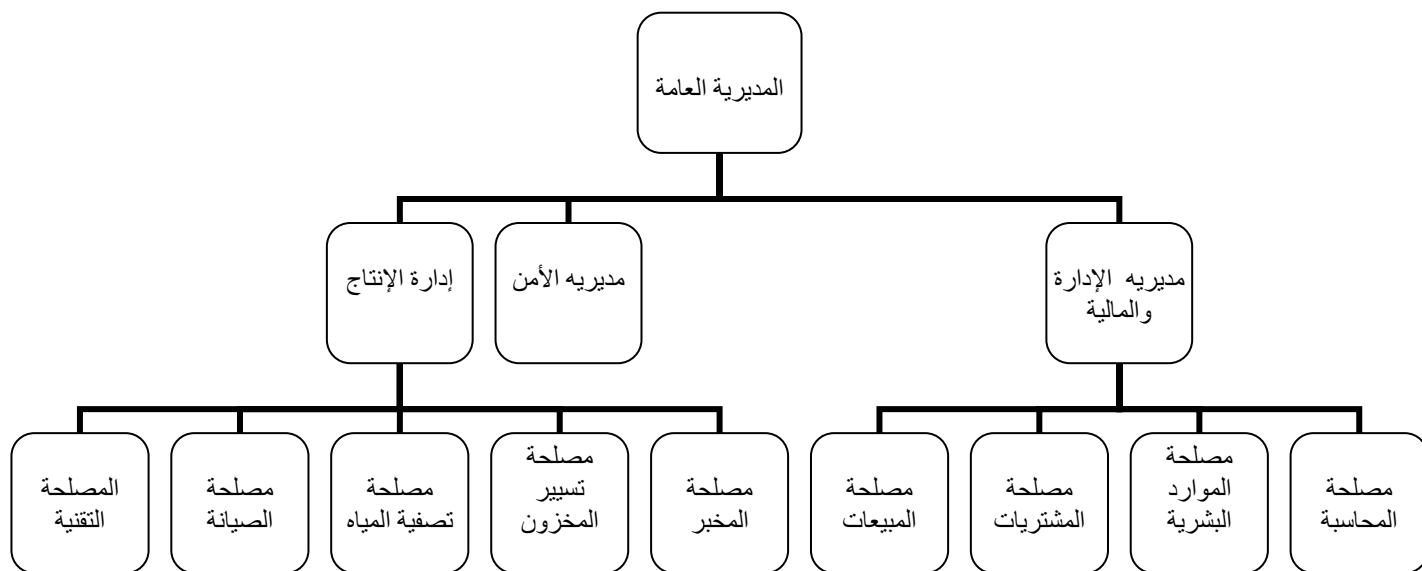 المديرية العامة
مديريه الإدارة
والمالية
مديريه الأمن
إدارة الإنتاج
مصلحة
المحاسبة
مصلحة
الموارد
البشرية
مصلحة
المشتريات
مصلحة
المبيعات
مصلحة
المخبر
مصلحة
تسيير
المخزون
مصلحة
تصفية المياه
مصلحة
الصيانة
المصلحة
التقنية